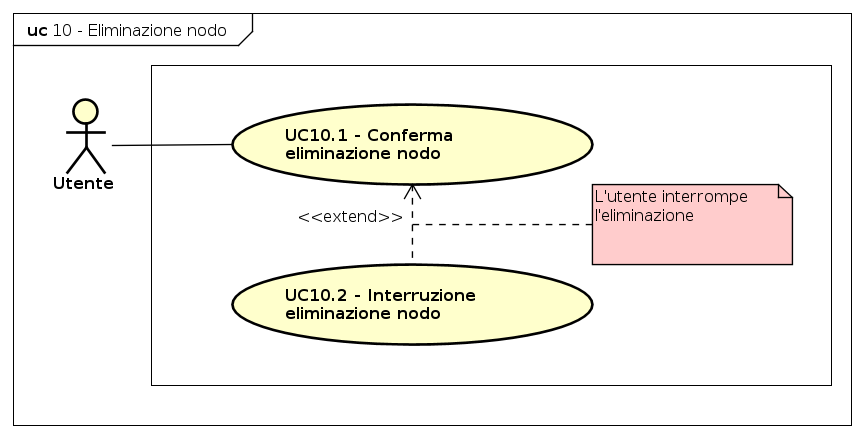 uc 10 - Eliminazione nodo
Utente
UC10.1 - Conferma
eliminazione nodo
<<extend>>
L'utente interrompe
l'eliminazione
UC10.2 - Interruzione
eliminazione nodo